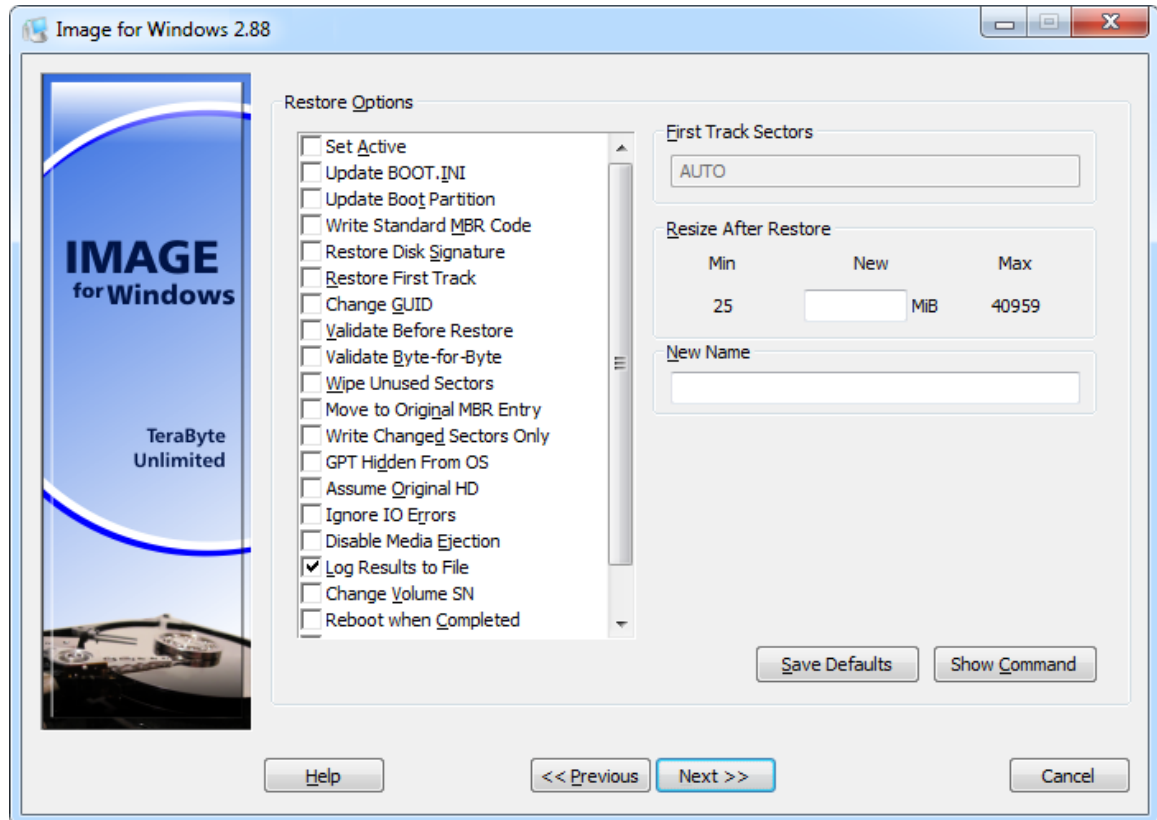 Image for Windows 2.88
IMAGE
for Windows
TeraByte
Unlimited
Restore Options
Set Active
Update BOOT.INI
Update Boot Partition
Write Standard MBR Code
Restore Disk Signature
Restore First Track
Change GUID
Validate Before Restore
Validate Byte-for-Byte
Wipe Unused Sectors
Move to Original MBR Entry
Write Changed Sectors Only
GPT Hidden From OS
Assume Original HD
Ignore IO Errors
Disable Media Ejection
Log Results to File
Change Volume SN
Reboot when Completed
First Track Sectors
AUTO
Resize After Restore
Min New Max
25 MiB 40959
New Name
Save Defaults Show Command
Help << Previous Next >> Cancel